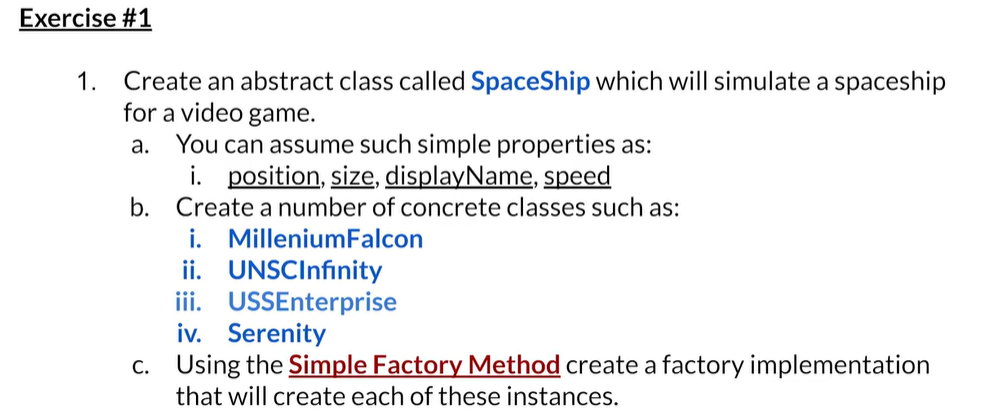 Exercise #1
1. Create an abstract class called SpaceShip which will simulate a spaceship
for a video game.
a. You can assume such simple properties as:
i. position, size, displayName, speed
b. Create a number of concrete classes such as:
i. MilleniumFalcon
ii. UNSCInfinity
iii. USSEnterprise
iv. Serenity
c. Using the Simple Factory Method create a factory implementation
that will create each of these instances.